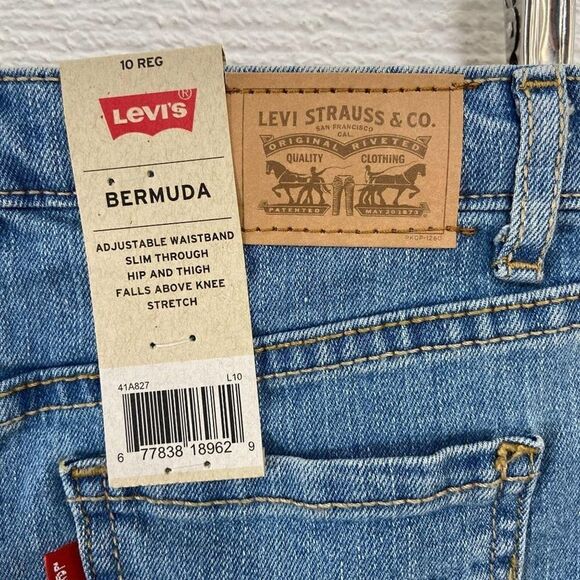 10 REG
LEVI'S®
BERMUDA
ADJUSTABLE WAISTBAND
SLIM THROUGH
HIP AND THIGH
FALLS ABOVE KNEE
STRETCH
41A827 L10
6 77838 18962 9
LEVI STRAUSS & CO.
SAN FRANCISCO
CAL.
ORIGINAL RIVETED
QUALITY CLOTHING
PATENTED MAY 20 1873